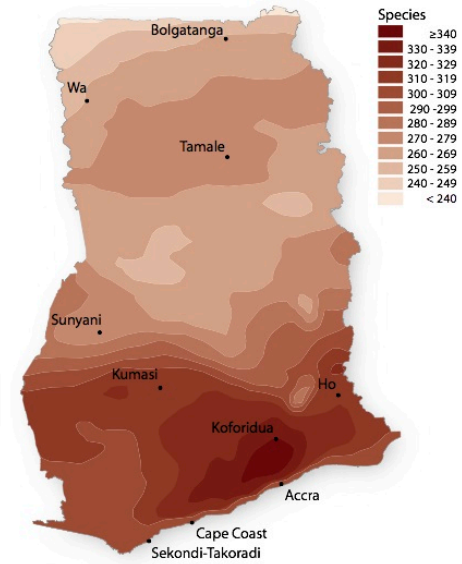 Species
≥340
330 - 339
320 - 329
310 - 319
300 - 309
290 -299
280 - 289
270 - 279
260 - 269
250 - 259
240 - 249
< 240
Bolgatanga
Wa
Tamale
Sunyani
Kumasi
Ho
Koforidua
Accra
Cape Coast
Sekondi-Takoradi